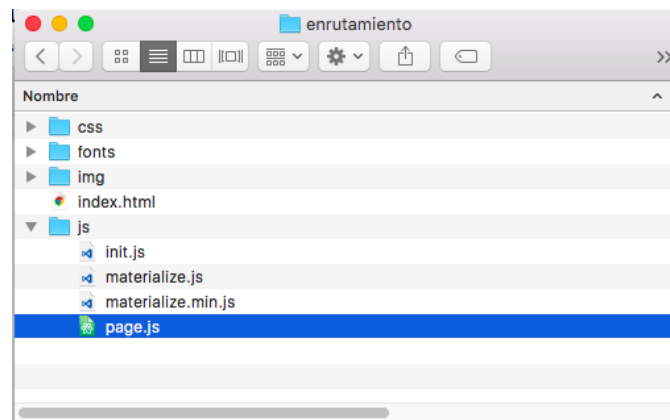 enrutamiento
Nombre
css
fonts
img
index.html
js
init.js
materialize.js
materialize.min.js
page.js